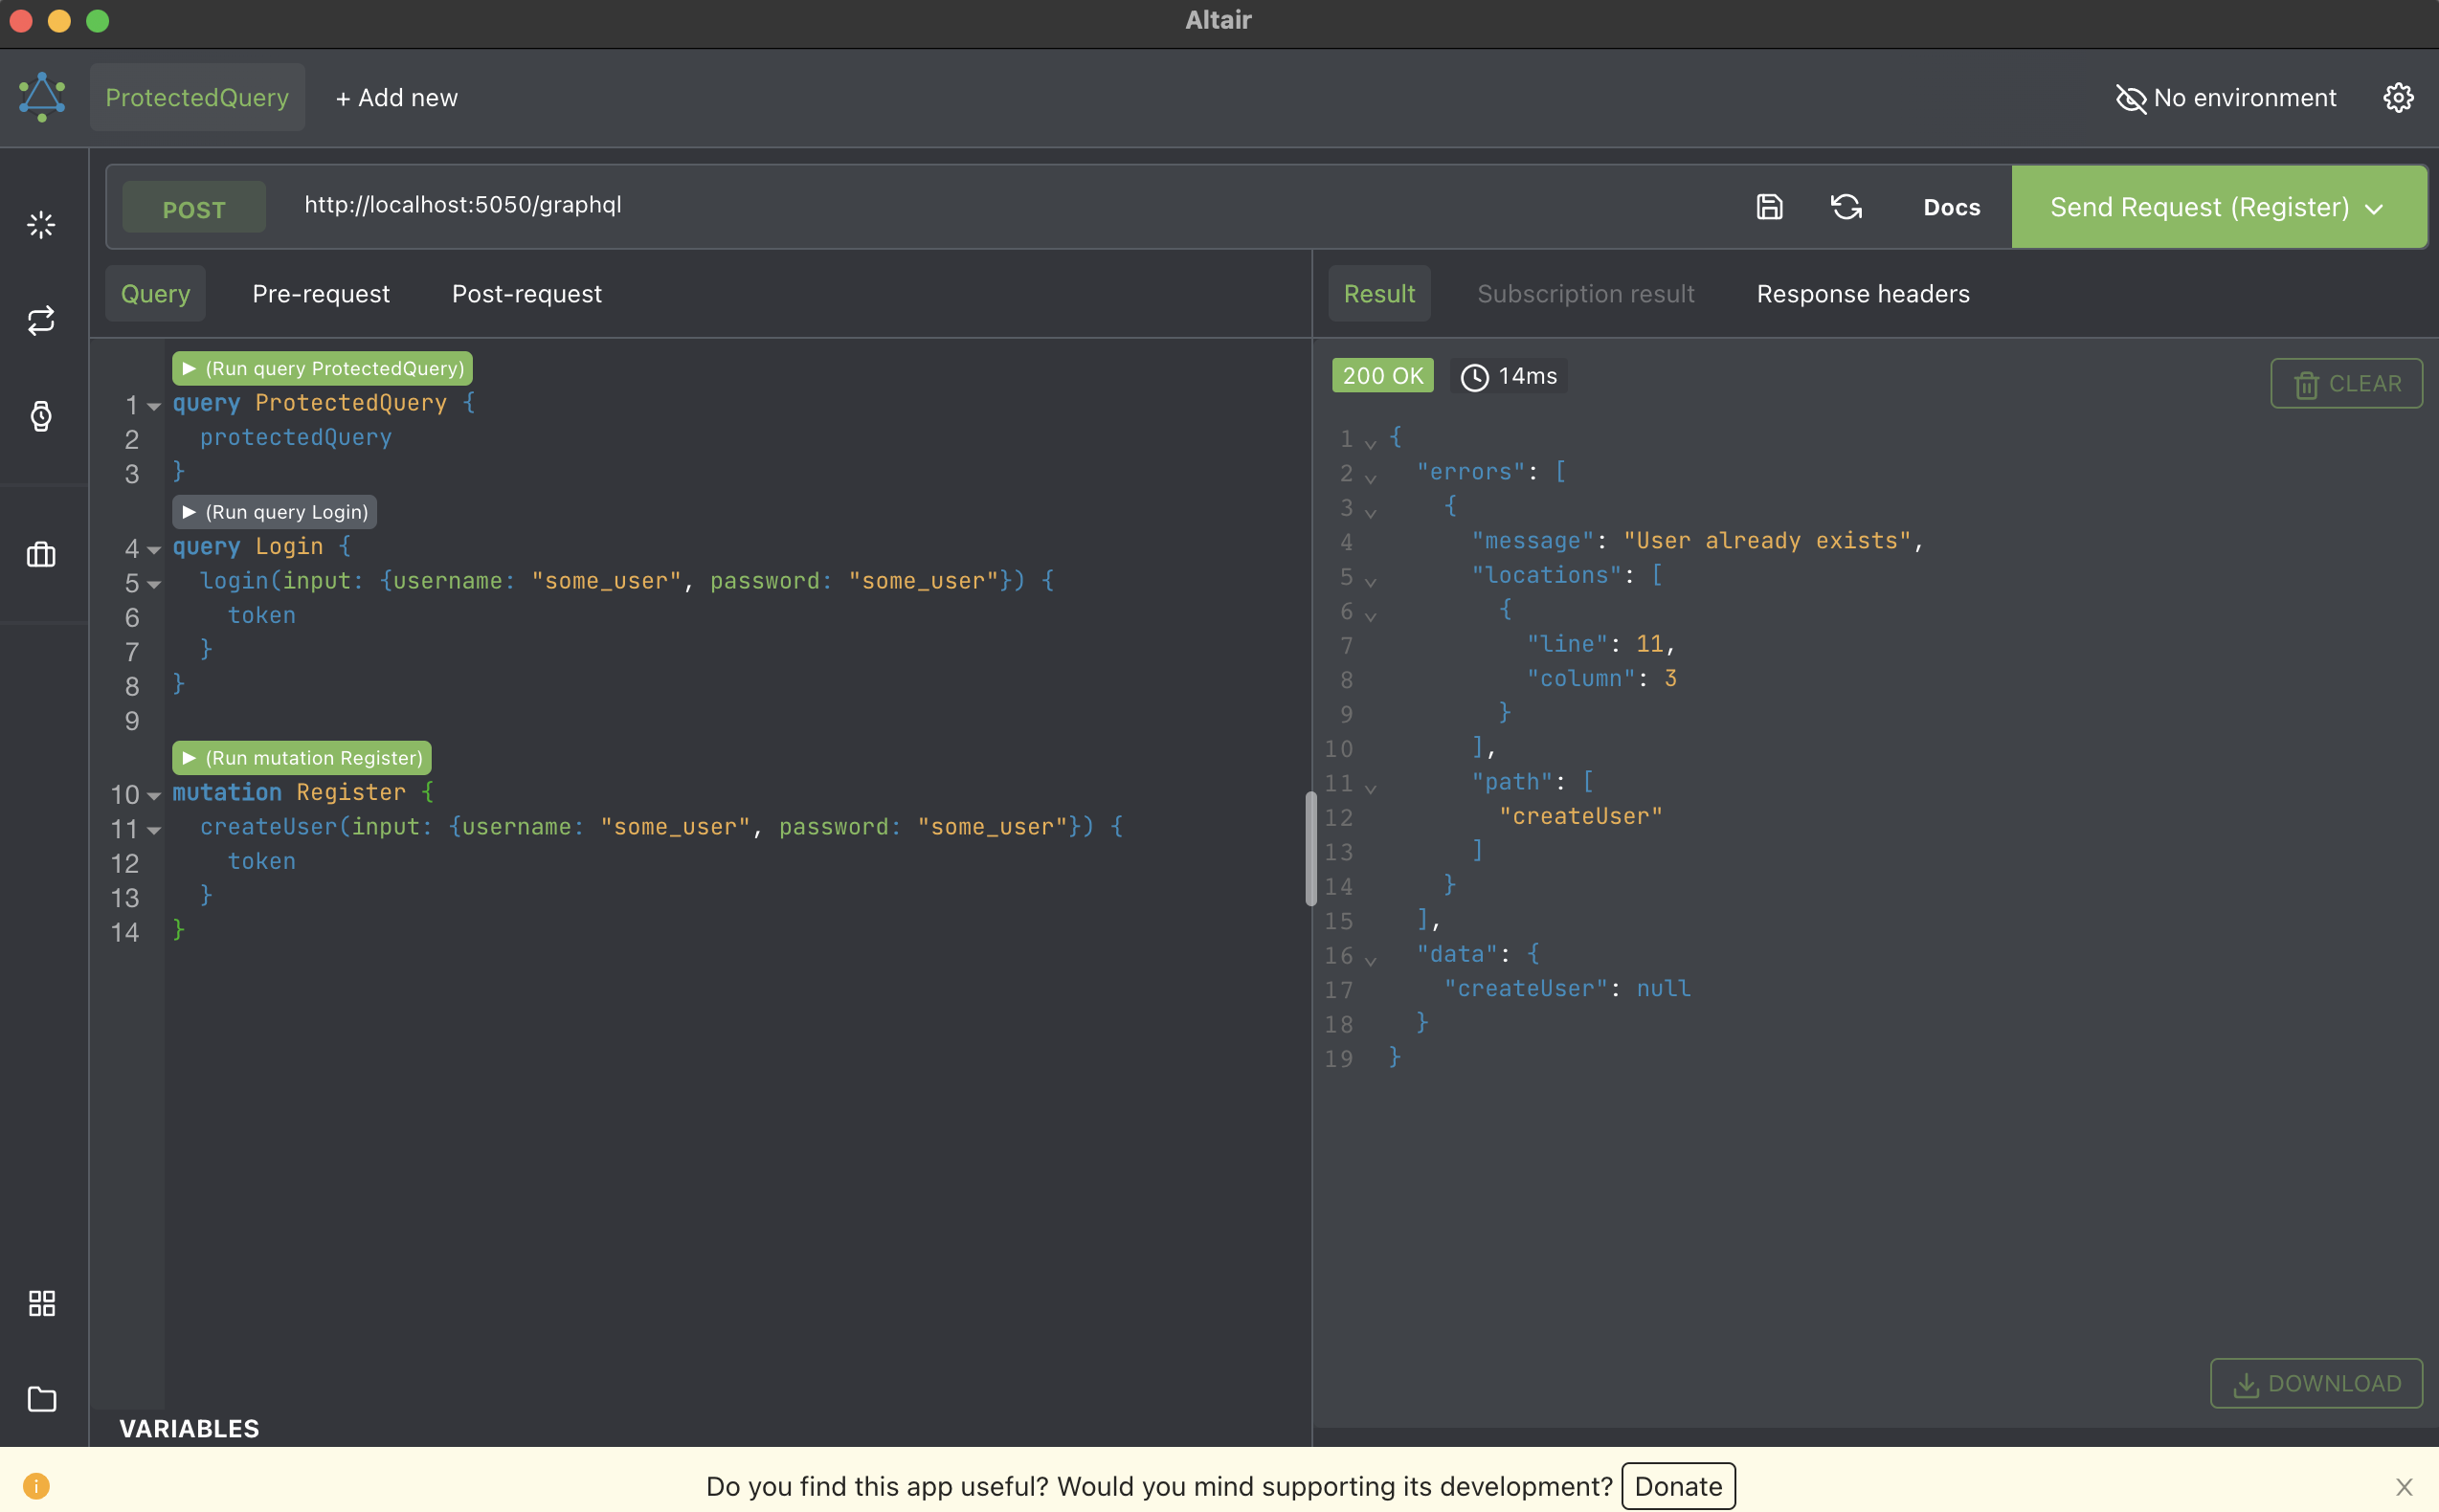 Altair
ProtectedQuery
+ Add new
No environment
POST
http://localhost:5050/graphql
Docs
Send Request (Register)
Query
Pre-request
Post-request
Result
Subscription result
Response headers
(Run query ProtectedQuery)
1 query ProtectedQuery {
2 protectedQuery
3 }
(Run query Login)
4 query Login {
5 login(input: {username: "some_user", password: "some_user"}) {
6 token
7 }
8 }
9
(Run mutation Register)
10 mutation Register {
11 createUser(input: {username: "some_user", password: "some_user"}) {
12 token
13 }
14 }
VARIABLES
200 OK
14ms
CLEAR
1 {
2 "errors": [
3 {
4 "message": "User already exists",
5 "locations": [
6 {
7 "line": 11,
8 "column": 3
9 }
10 ],
11 "path": [
12 "createUser"
13 ]
14 }
15 ],
16 "data": {
17 "createUser": null
18 }
19 }
DOWNLOAD
Do you find this app useful? Would you mind supporting its development? Donate